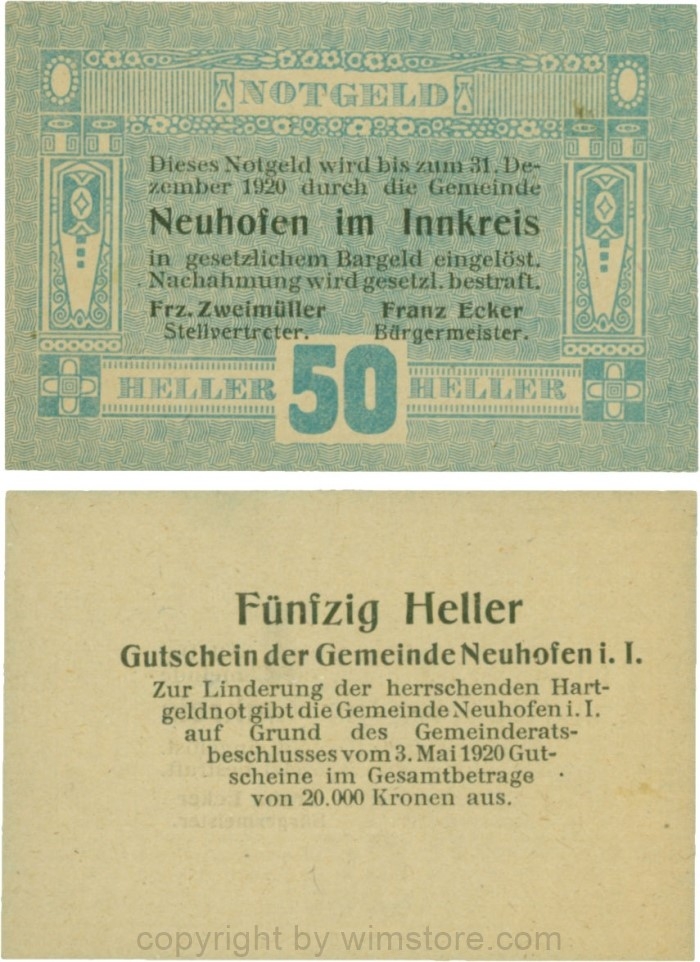 NOTGELD
Dieses Notgeld wird bis zum 31. De-
zember 1920 durch die Gemeinde
Neuhofen im Innkreis
in gesetzlichem Bargeld eingelöst.
Nachahmung wird gesetzl. bestraft.
Frz. Zweimüller Franz Ecker
Stellvertreter. Bürgermeister.
HELLER 50 HELLER
Fünfzig Heller
Gutschein der Gemeinde Neuhofen i. I.
Zur Linderung der herrschenden Hart-
geldnot gibt die Gemeinde Neuhofen i. I.
auf Grund des Gemeinderats-
beschlusses vom 3. Mai 1920 Gut-
scheine im Gesamtbetrage
von 20.000 Kronen aus.
copyright by wimstore.com